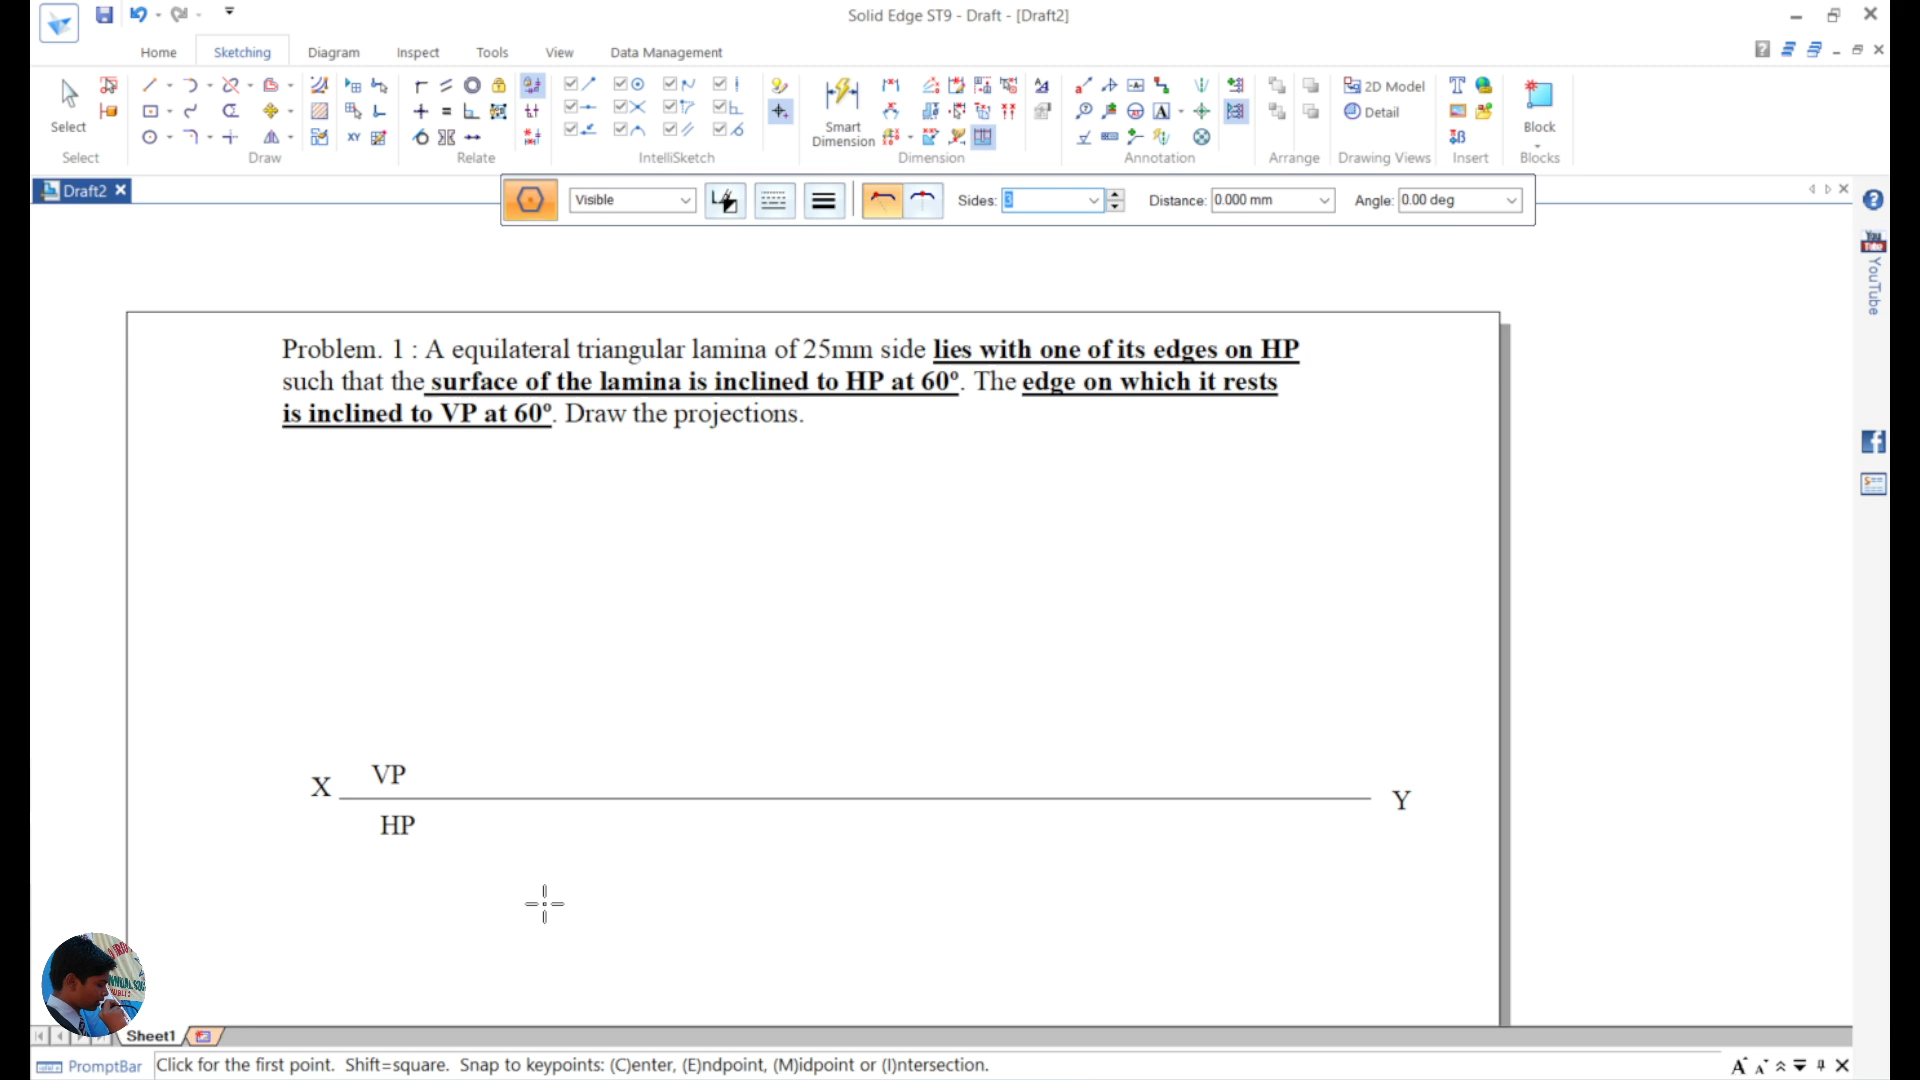 Solid Edge ST9 - Draft - [Draft2]
Home Sketching Diagram Inspect Tools View Data Management
Select
Smart
Dimension
2D Model
Detail
Block
Select Draw Relate IntelliSketch Dimension Annotation Arrange Drawing Views Insert Blocks
Draft2
Visible Sides: 3 Distance: 0.000 mm Angle: 0.00 deg
YouTube
Problem. 1 : A equilateral triangular lamina of 25mm side lies with one of its edges on HP
such that the surface of the lamina is inclined to HP at 60º. The edge on which it rests
is inclined to VP at 60º. Draw the projections.
X VP Y
HP
Sheet1
PromptBar Click for the first point. Shift=square. Snap to keypoints: (C)enter, (E)ndpoint, (M)idpoint or (I)ntersection.